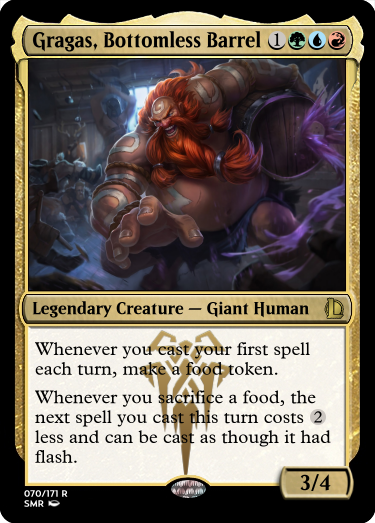 Gragas, Bottomless Barrel 1
Legendary Creature — Giant Human
Whenever you cast your first spell
each turn, make a food token.
Whenever you sacrifice a food, the
next spell you cast this turn costs 2
less and can be cast as though it had
flash.
3/4
070/171 R
SMR